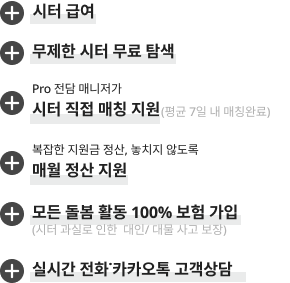 시터 급여
무제한 시터 무료 탐색
Pro 전담 매니저가
시터 직접 매칭 지원(평균 7일 내 매칭완료)
복잡한 지원금 정산, 놓치지 않도록
매월 정산 지원
모든 돌봄 활동 100% 보험 가입
(시터 과실로 인한 대인/ 대물 사고 보장)
실시간 전화·카카오톡 고객상담